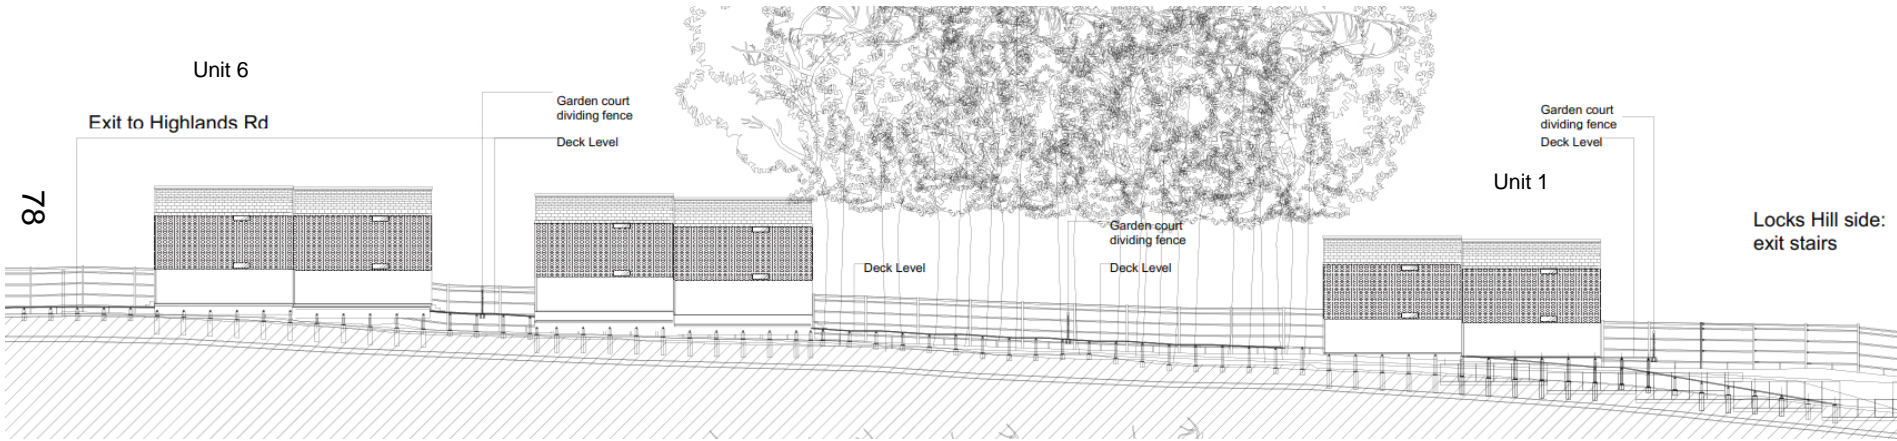 Unit 6
Exit to Highlands Rd
Garden court
dividing fence
Deck Level
78
Deck Level
Garden court
dividing fence
Deck Level
Unit 1
Garden court
dividing fence
Deck Level
Locks Hill side:
exit stairs